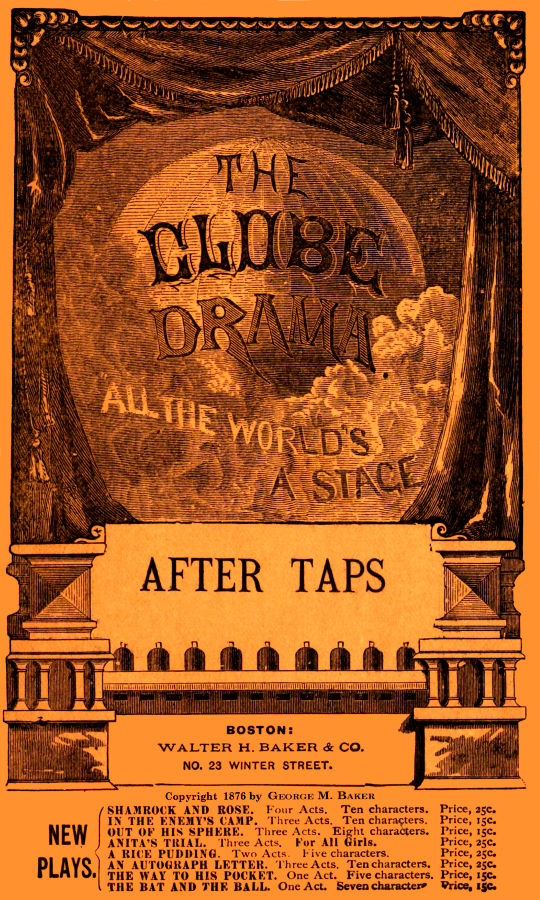 THE
GLOBE
DRAMA
"ALL THE WORLD'S
A STAGE
AFTER TAPS
BOSTON:
WALTER H. BAKER & CO.
NO. 23 WINTER STREET.
Copyright 1876 by GEORGE M. BAKER
NEW PLAYS.
SHAMROCK AND ROSE. Four Acts. Ten characters. Price, 25c.
IN THE ENEMY'S CAMP. Three Acts. Ten characters. Price, 15c.
OUT OF HIS SPHERE. Three Acts. Eight characters. Price, 15c.
ANITA'S TRIAL. Three Acts. For All Girls. Price, 25c.
A RICE PUDDING. Two Acts. Five characters. Price, 25c.
AN AUTOGRAPH LETTER. Three Acts. Ten characters. Price, 25c.
THE WAY TO HIS POCKET. One Act. Five characters. Price, 15c.
THE BAT AND THE BALL. One Act. Seven characters Price, 15c.